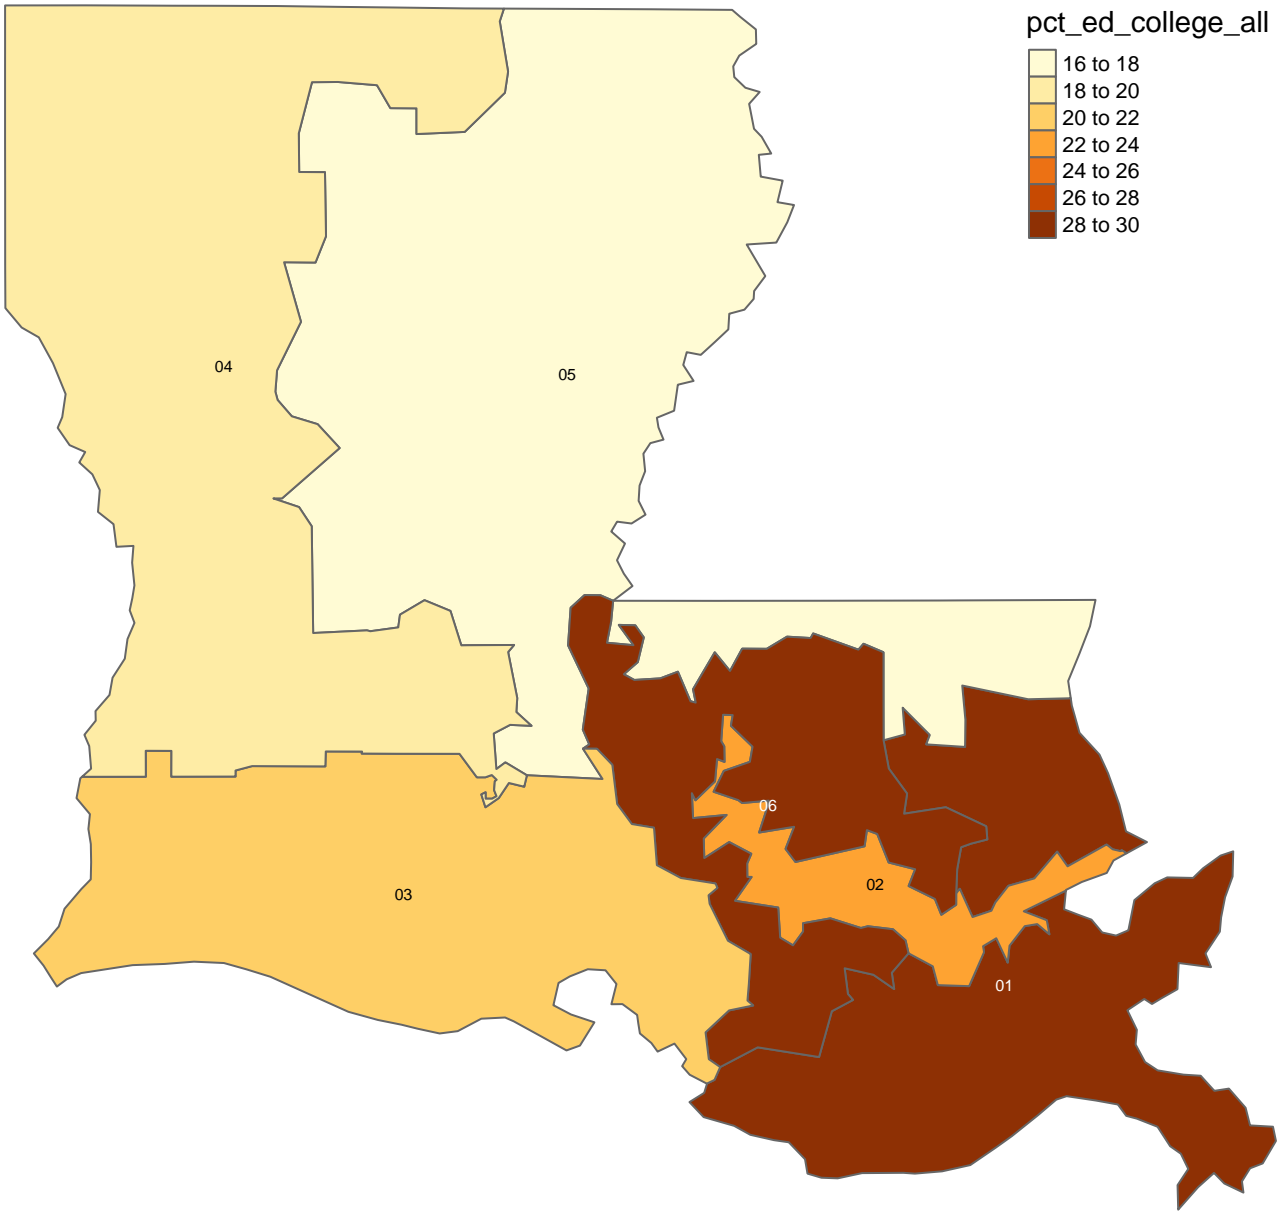 pct_ed_college_all
16 to 18
18 to 20
20 to 22
22 to 24
24 to 26
26 to 28
28 to 30
04
05
06
02
03
01